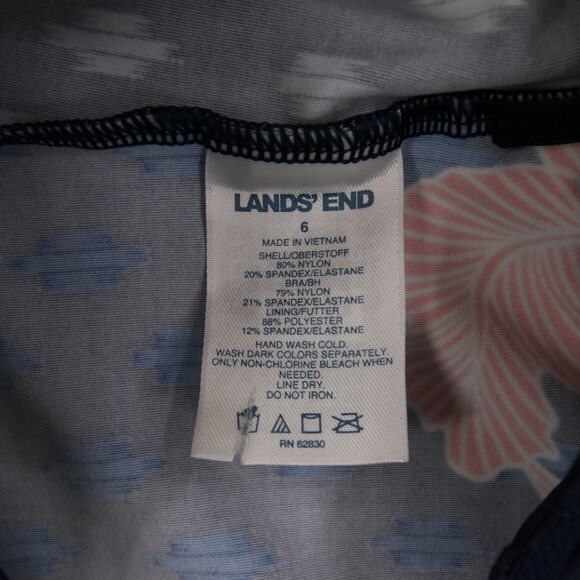 LANDS' END
6
MADE IN VIETNAM
SHELL/OBERSTOFF
80% NYLON
20% SPANDEX/ELASTANE
BRA/BH
79% NYLON
21% SPANDEX/ELASTANE
LINING/FUTTER
88% POLYESTER
12% SPANDEX/ELASTANE
HAND WASH COLD.
WASH DARK COLORS SEPARATELY.
ONLY NON-CHLORINE BLEACH WHEN
NEEDED.
LINE DRY.
DO NOT IRON.
RN 62830